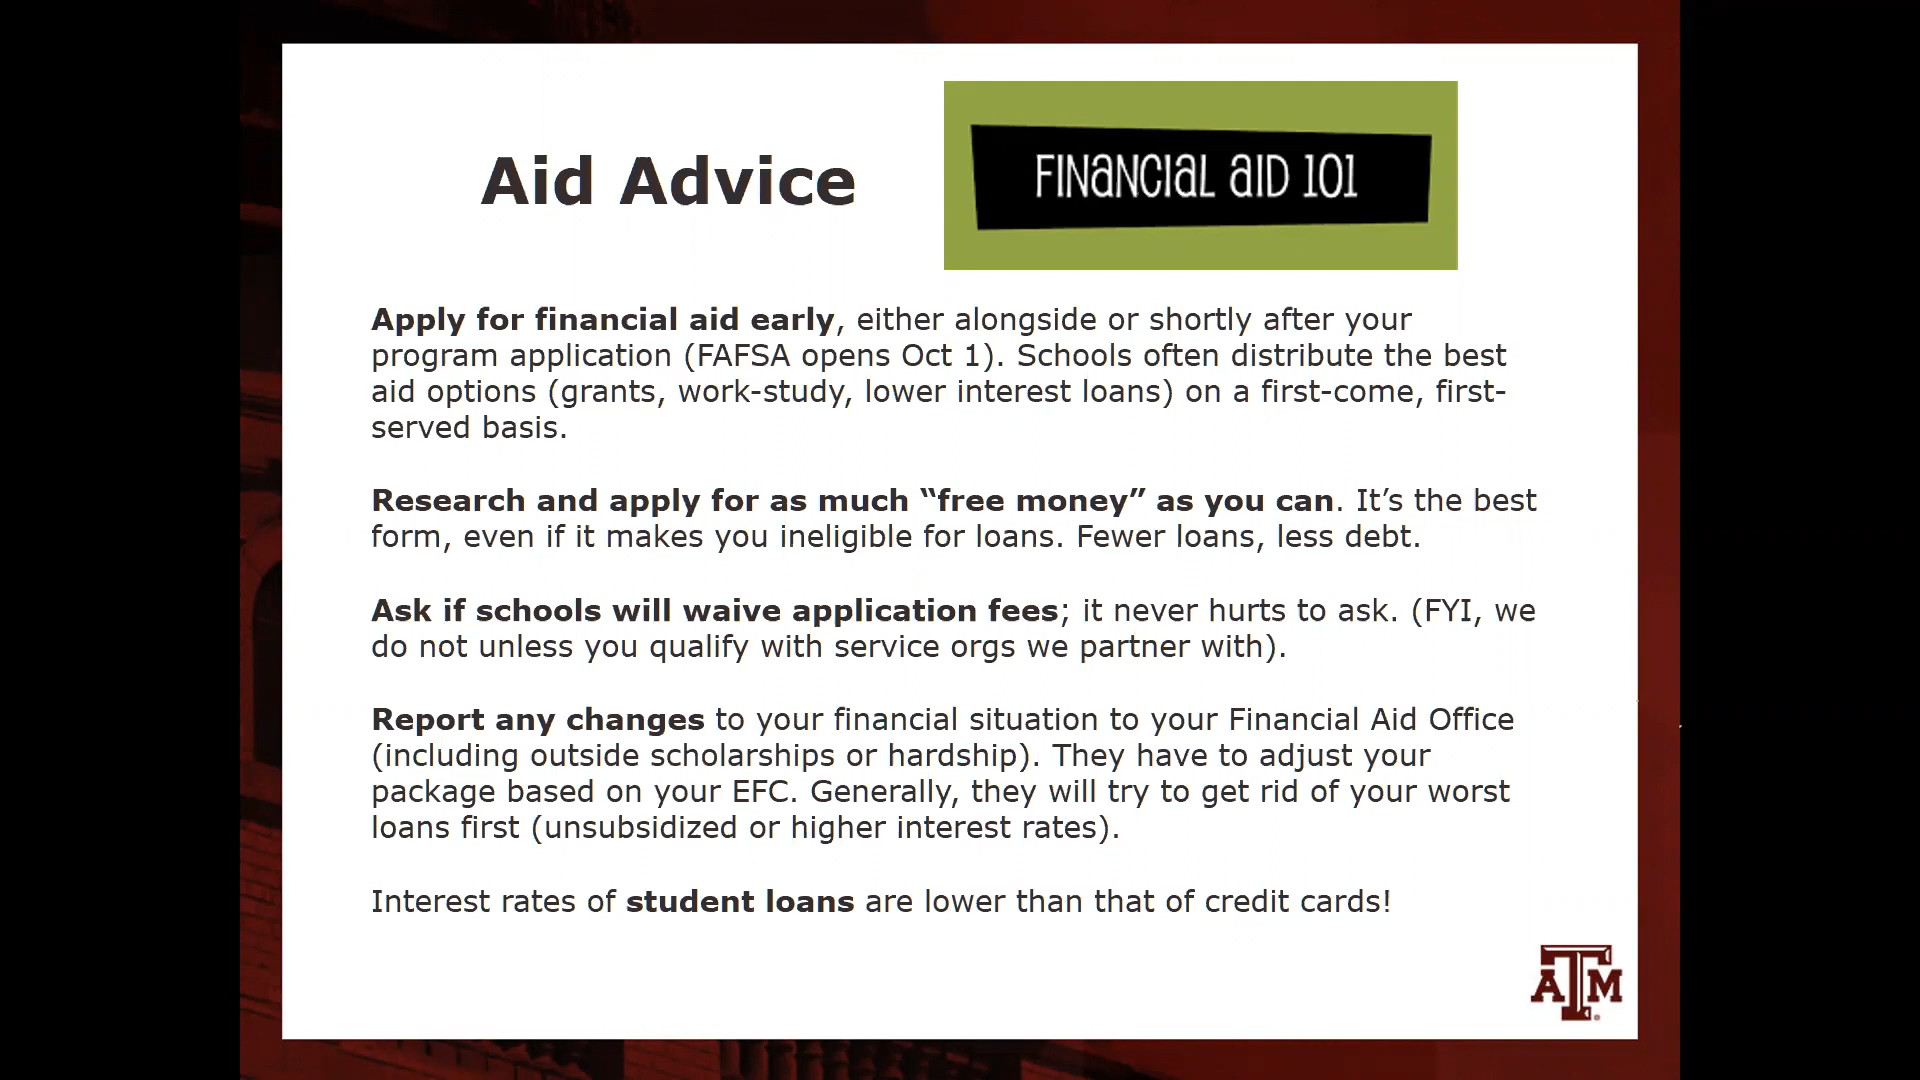 Aid Advice
FINANCIAL AID 101
Apply for financial aid early, either alongside or shortly after your
program application (FAFSA opens Oct 1). Schools often distribute the best
aid options (grants, work-study, lower interest loans) on a first-come, first-
served basis.
Research and apply for as much “free money” as you can. It’s the best
form, even if it makes you ineligible for loans. Fewer loans, less debt.
Ask if schools will waive application fees; it never hurts to ask. (FYI, we
do not unless you qualify with service orgs we partner with).
Report any changes to your financial situation to your Financial Aid Office
(including outside scholarships or hardship). They have to adjust your
package based on your EFC. Generally, they will try to get rid of your worst
loans first (unsubsidized or higher interest rates).
Interest rates of student loans are lower than that of credit cards!
ATM